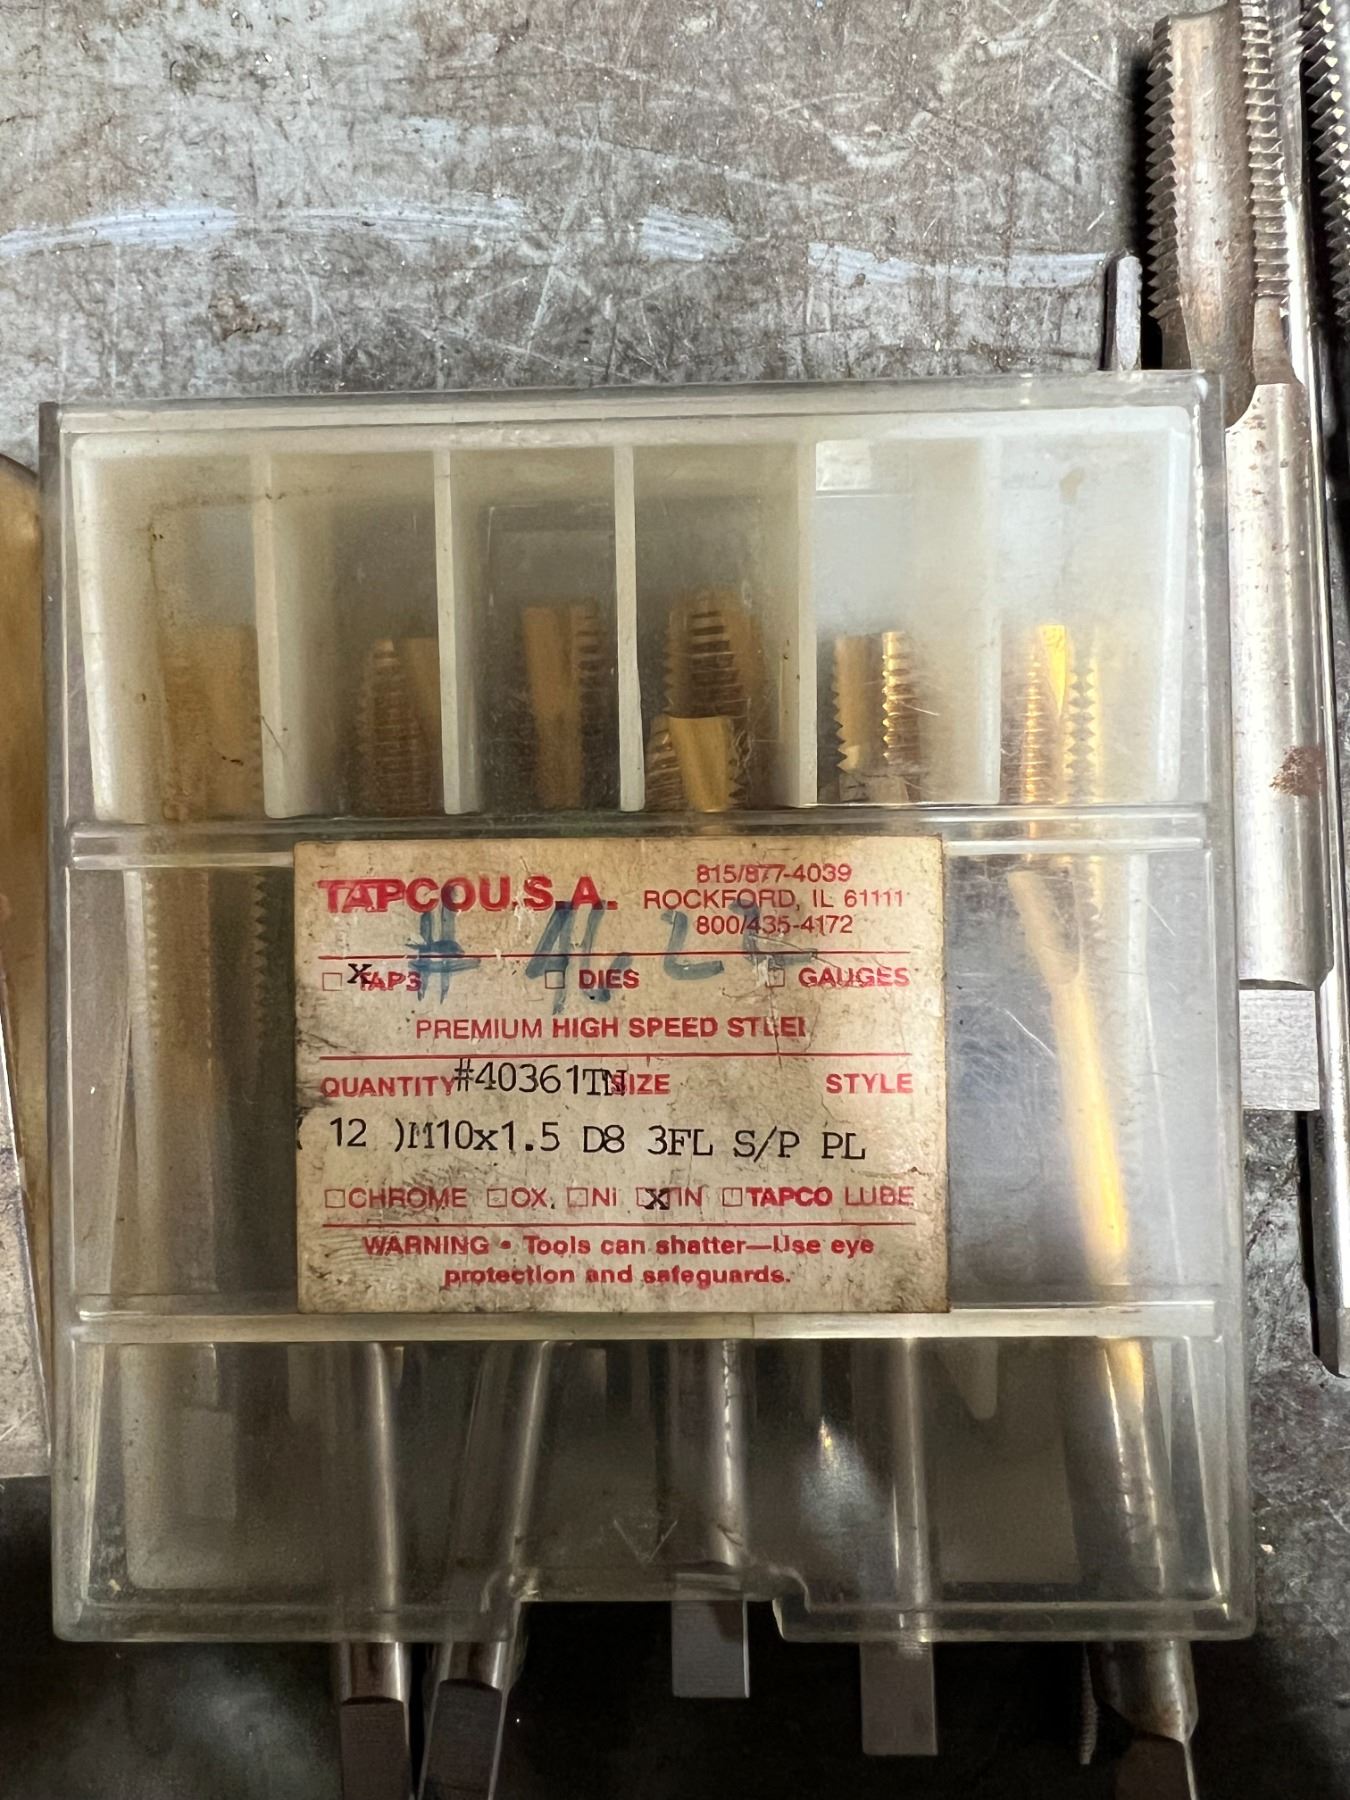 TAPCO U.S.A.
815/877-4039
ROCKFORD, IL 61111
800/435-4172
X TAPS DIES GAUGES
PREMIUM HIGH SPEED STEEL
QUANTITY #40361TN SIZE STYLE
( 12 )M10x1.5 D8 3FL S/P PL
CHROME OX. Ni X TIN TAPCO LUBE
WARNING • Tools can shatter—Use eye
protection and safeguards.